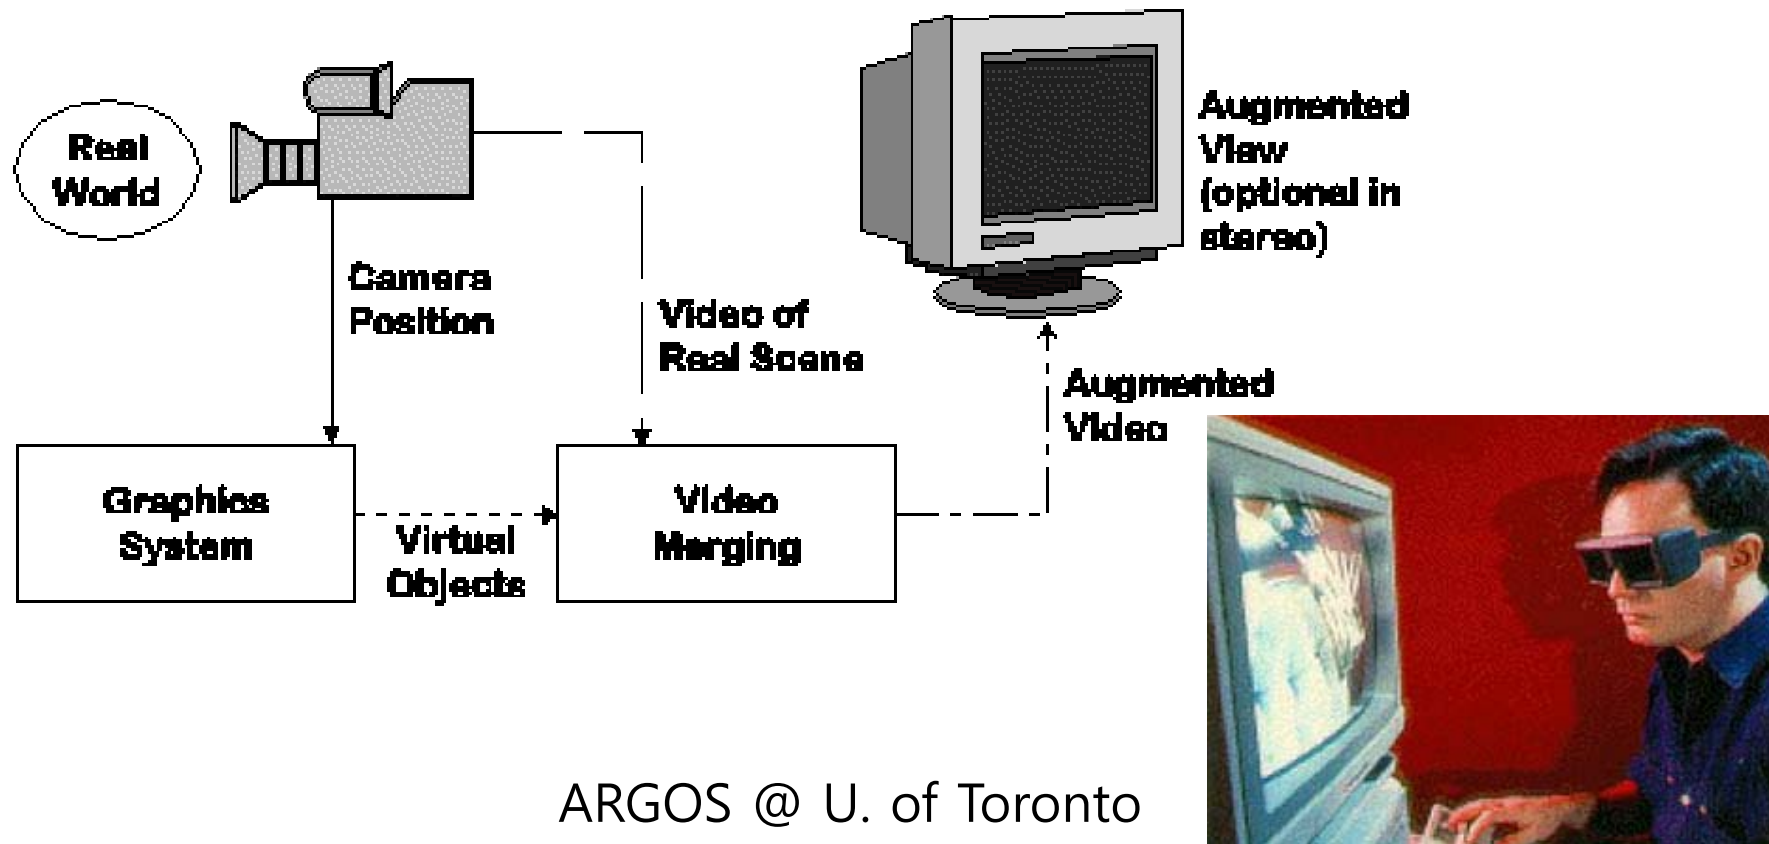 Real
World
Camera
Position
Video of
Real Scene
Augmented
View
(optional in
stereo)
Augmented
Video
Graphics
System
Virtual
Objects
Video
Merging
ARGOS @ U. of Toronto